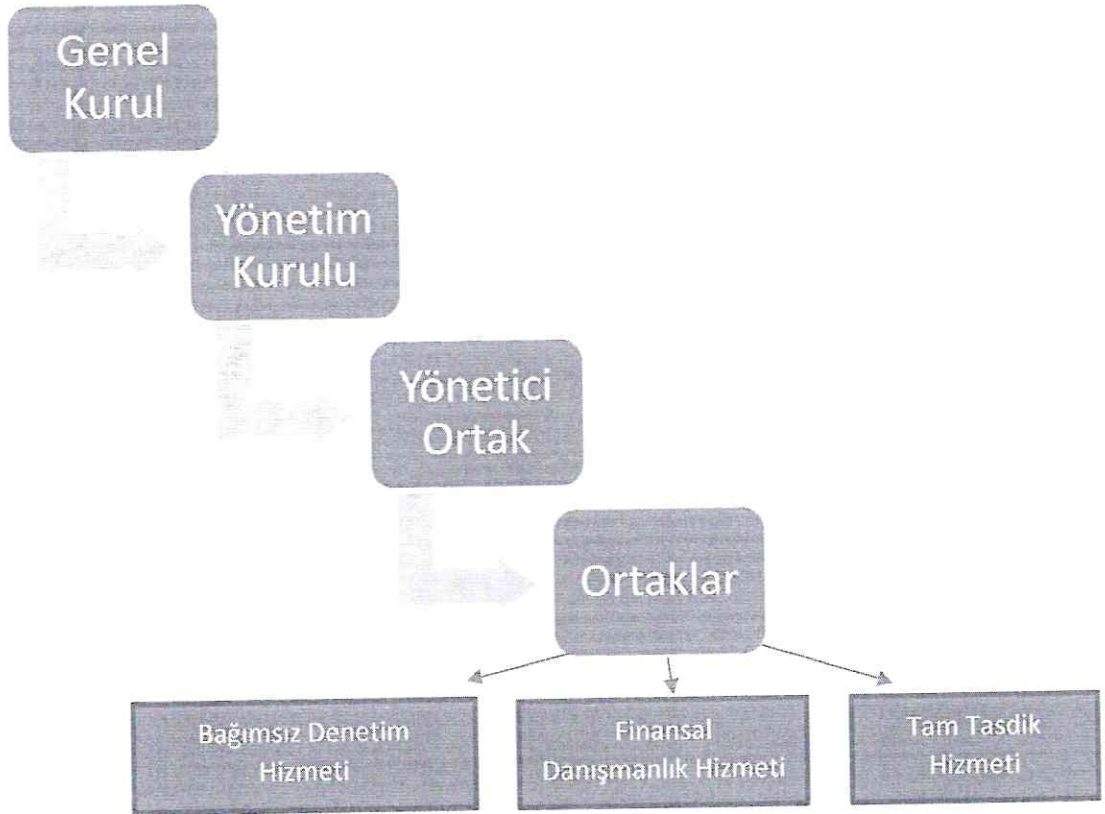 Genel
Kurul
Yönetim
Kurulu
Yönetici
Ortak
Ortaklar
Bağımsız Denetim
Hizmeti
Finansal
Danışmanlık Hizmeti
Tam Tasdik
Hizmeti